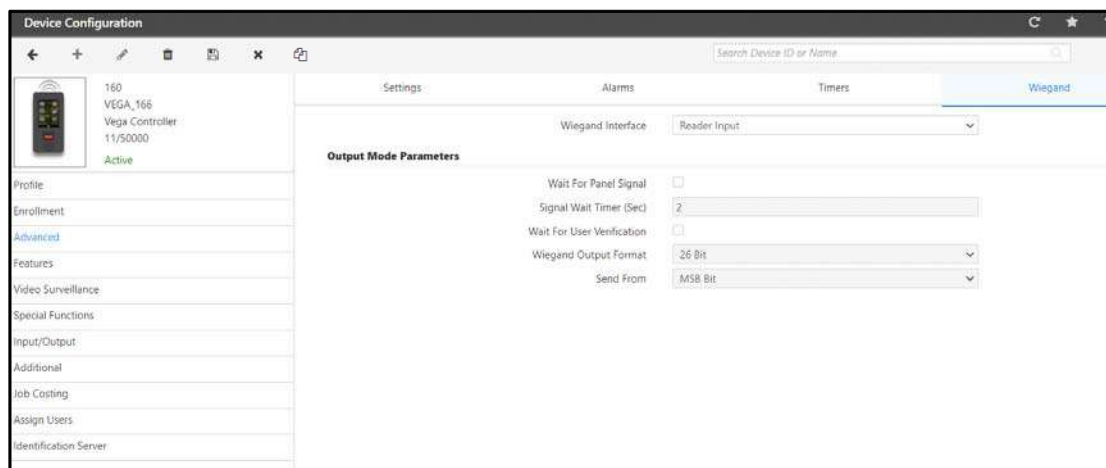 Device Configuration
Search Device ID or Name
160
VEGA_166
Vega Controller
11/50000
Active
Profile
Enrollment
Advanced
Features
Video Surveillance
Special Functions
Input/Output
Additional
Job Costing
Assign Users
Identification Server
Settings Alarms Timers Wiegand
Wiegand Interface Reader Input
Output Mode Parameters
Wait For Panel Signal
Signal Wait Timer (Sec) 2
Wait For User Verification
Wiegand Output Format 26 Bit
Send From MSB Bit